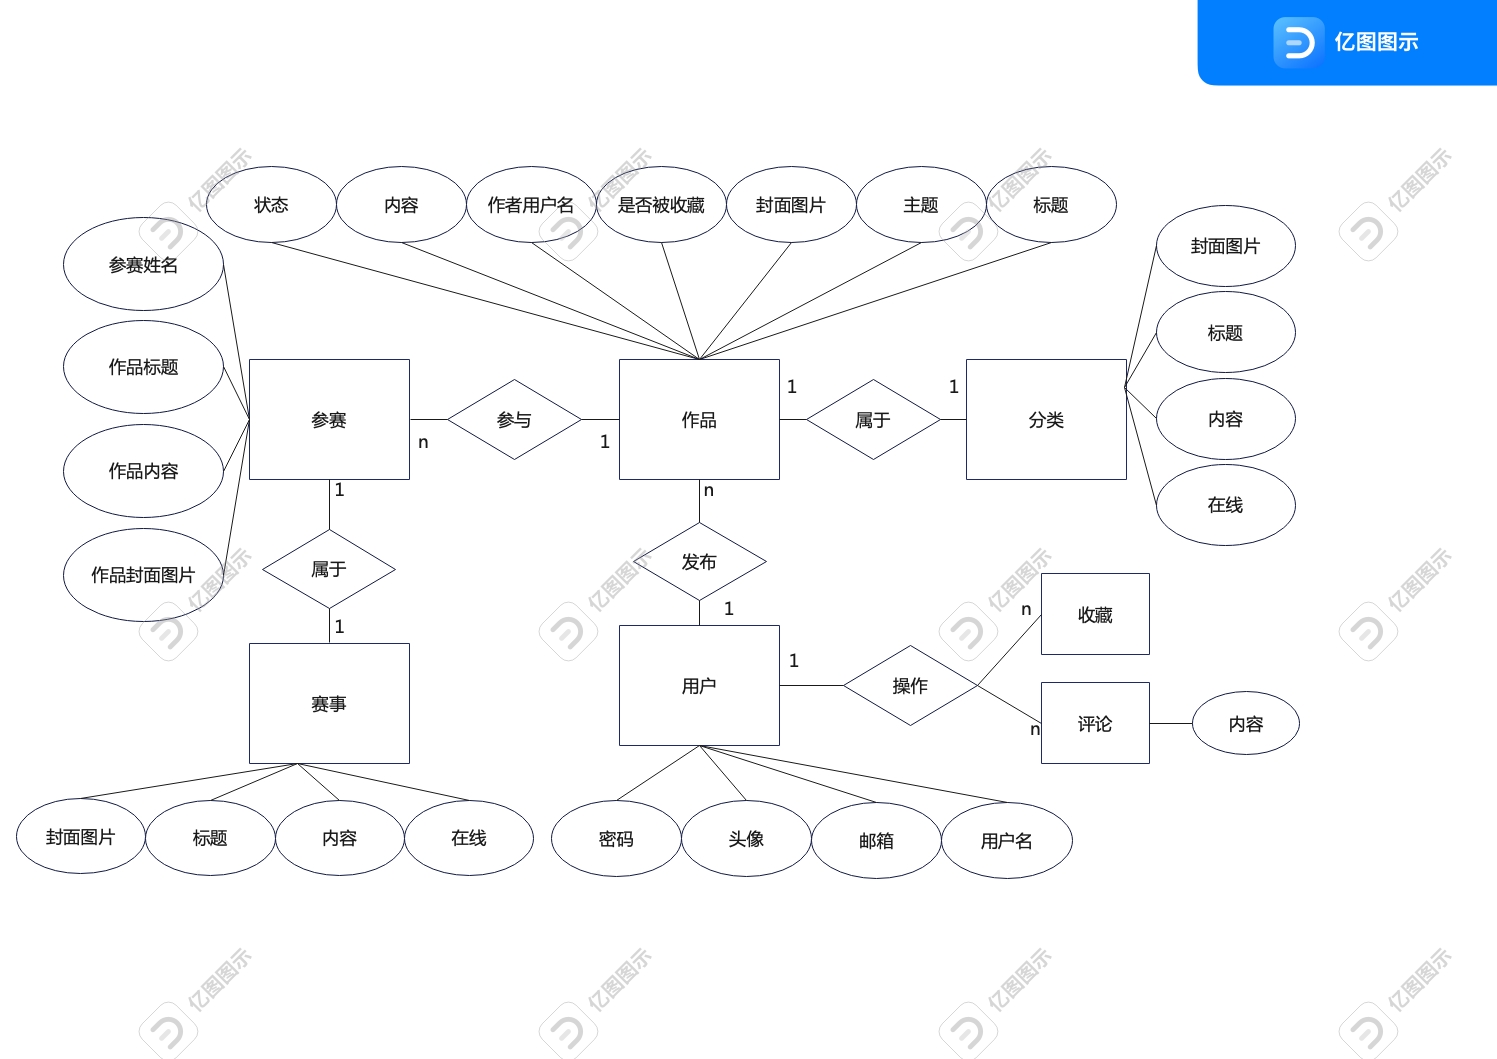 亿图图示
状态
内容
作者用户名
是否被收藏
封面图片
主题
标题
参赛姓名
作品标题
作品内容
作品封面图片
封面图片
标题
内容
在线
参赛
n
参与
1
作品
1
属于
1
分类
1
属于
1
赛事
n
发布
1
用户
1
操作
n
收藏
n
评论
内容
封面图片
标题
内容
在线
密码
头像
邮箱
用户名
亿图图示
亿图图示
亿图图示
亿图图示
亿图图示
亿图图示
亿图图示
亿图图示
亿图图示
亿图图示
亿图图示
亿图图示